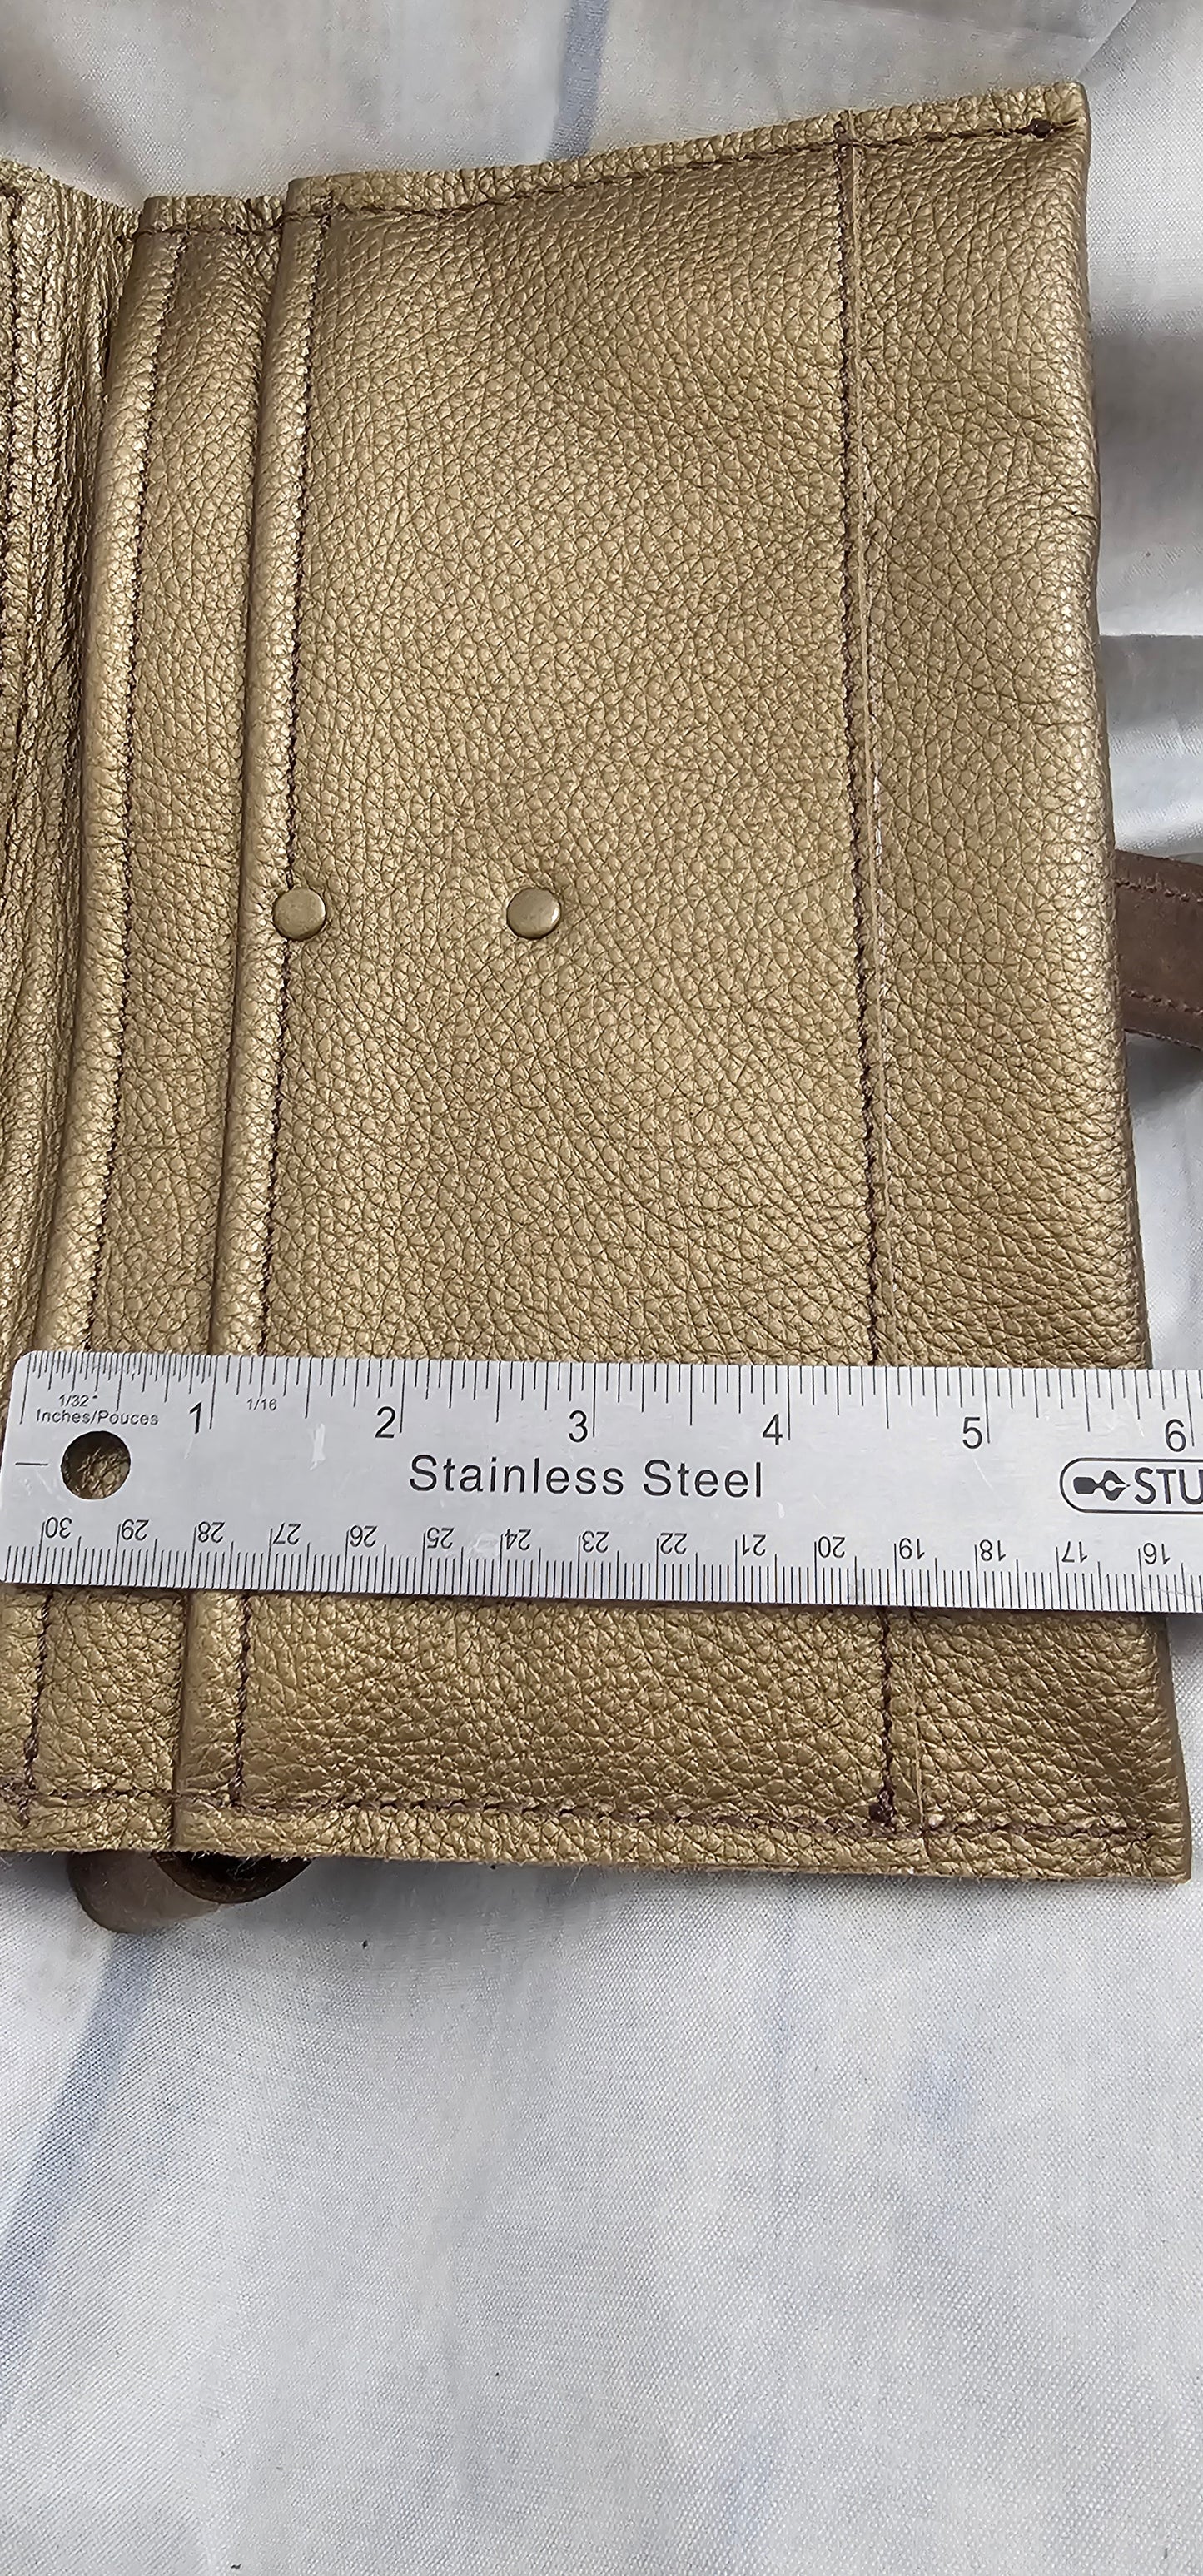 1/32" 1/16
Inches/Pouces 1 2 3 4 5 6
Stainless Steel STU
30 29 28 27 26 25 24 23 22 21 20 19 18 17 16